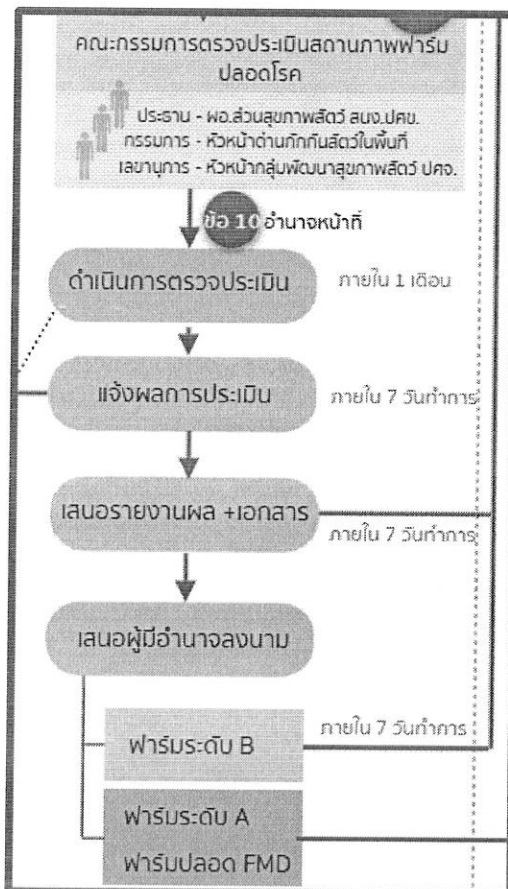 คณะกรรมการตรวจประเมินสถานภาพฟาร์ม
ปลอดโรค
ประธาน - ผอ.ส่วนสุขภาพสัตว์ สนง.ปศข.
กรรมการ - หัวหน้าด่านกักกันสัตว์ในพื้นที่
เลขานุการ - หัวหน้ากลุ่มพัฒนาสุขภาพสัตว์ ปศจ.
ข้อ 10 อำนาจหน้าที่
ดำเนินการตรวจประเมิน ภายใน 1 เดือน
แจ้งผลการประเมิน ภายใน 7 วันทำการ
เสนอรายงานผล +เอกสาร
ภายใน 7 วันทำการ
เสนอผู้มีอำนาจลงนาม
ภายใน 7 วันทำการ
ฟาร์มระดับ B
ฟาร์มระดับ A
ฟาร์มปลอด FMD